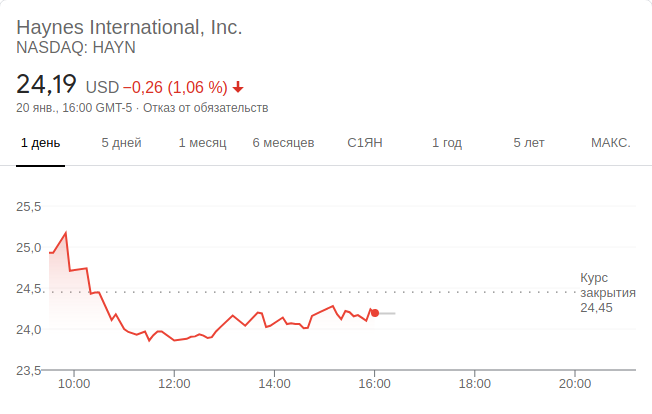 Haynes International, Inc.
NASDAQ: HAYN
24,19 USD −0,26 (1,06 %)
20 янв., 16:00 GMT-5 · Отказ от обязательств
1 день 5 дней 1 месяц 6 месяцев С1ЯН 1 год 5 лет МАКС.
25,5
25,0
24,5
24,0
23,5
Курс
закрытия
24,45
10:00 12:00 14:00 16:00 18:00 20:00